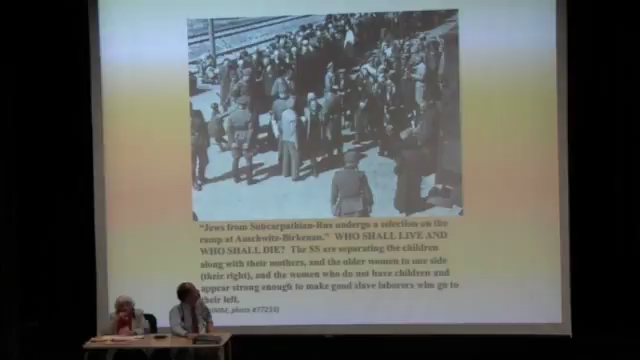 "Jews from Subcarpathian-Rus undergo a selection on the
ramp at Auschwitz-Birkenau." WHO SHALL LIVE AND
WHO SHALL DIE? The SS are separating the children
along with their mothers, and the older women to one side
(their right), and the women who do not have children and
appear strong enough to make good slave laborers who go to
their left.
photo #77255)